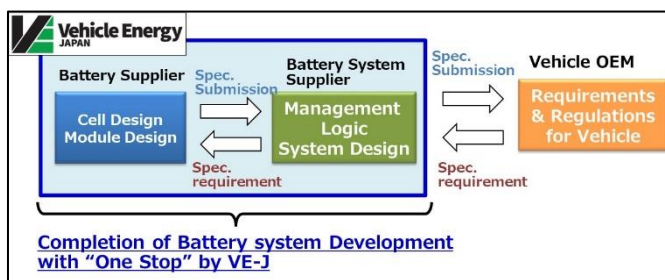 Vehicle Energy
JAPAN
Battery Supplier
Spec.
Submission
Battery System
Supplier
Spec.
Submission
Vehicle OEM
Cell Design
Module Design
Management
Logic
System Design
Requirements
& Regulations
for Vehicle
Spec.
requirement
Spec.
requirement
Completion of Battery system Development
with “One Stop” by VE-J